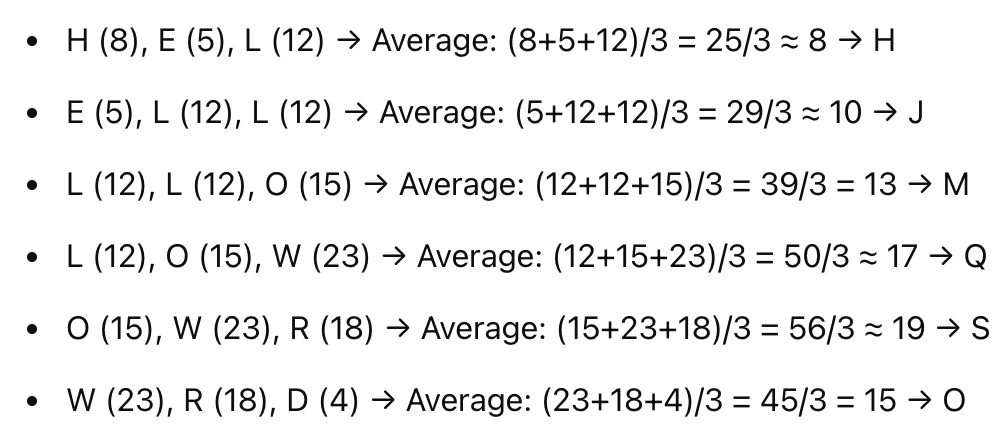 • H (8), E (5), L (12) → Average: (8+5+12)/3 = 25/3 ≈ 8 → H
• E (5), L (12), L (12) → Average: (5+12+12)/3 = 29/3 ≈ 10 → J
• L (12), L (12), O (15) → Average: (12+12+15)/3 = 39/3 = 13 → M
• L (12), O (15), W (23) → Average: (12+15+23)/3 = 50/3 ≈ 17 → Q
• O (15), W (23), R (18) → Average: (15+23+18)/3 = 56/3 ≈ 19 → S
• W (23), R (18), D (4) → Average: (23+18+4)/3 = 45/3 = 15 → O